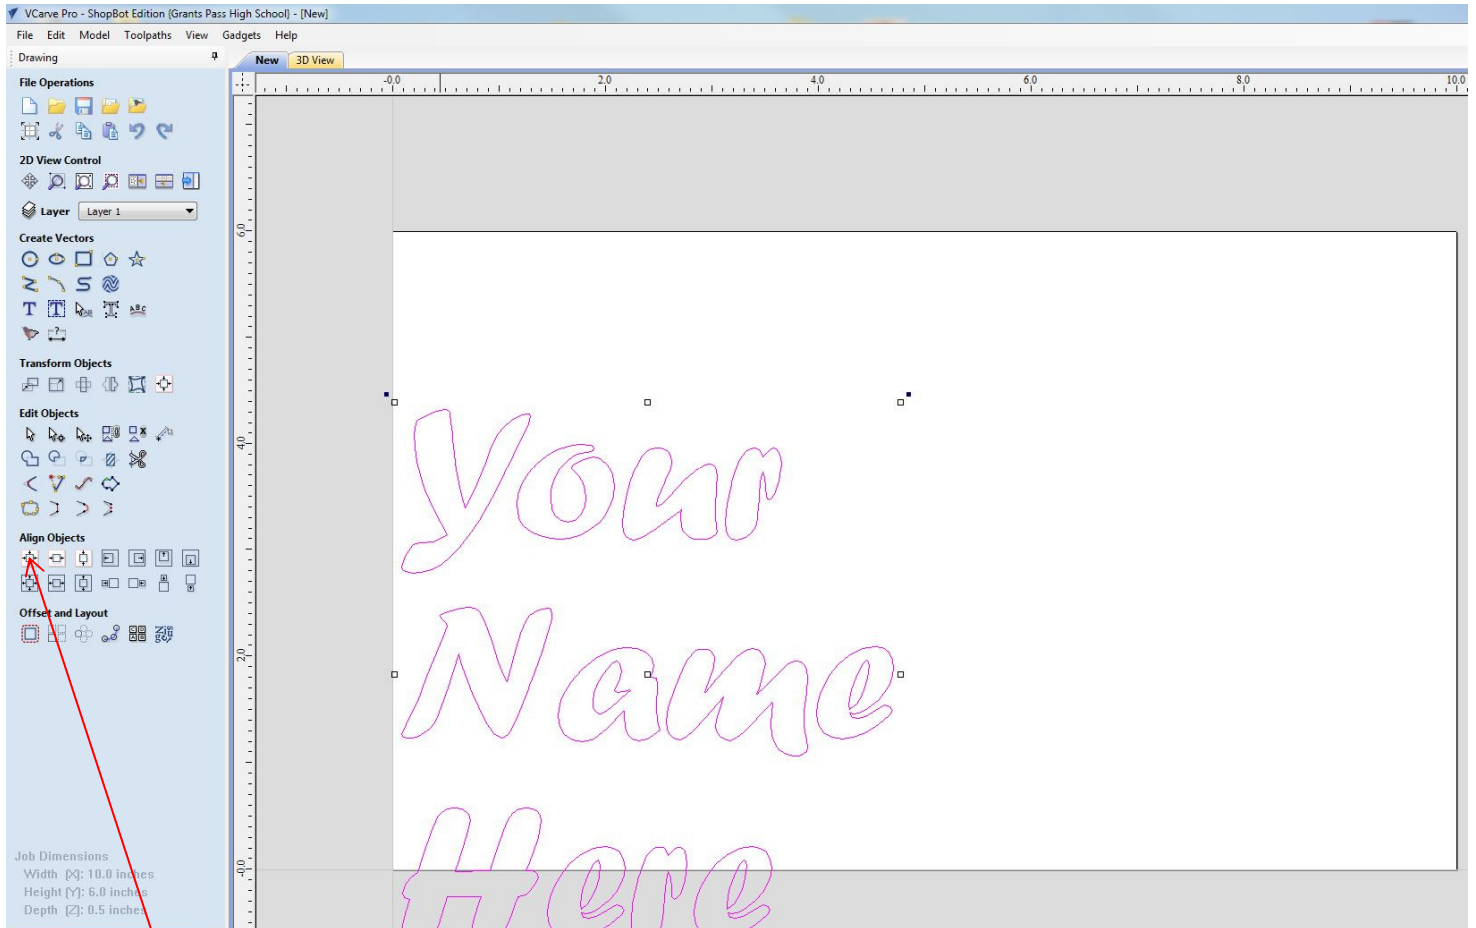 VCarve Pro - ShopBot Edition {Grants Pass High School} - [New]
File Edit Model Toolpaths View Gadgets Help
Drawing
New 3D View
File Operations
2D View Control
Layer Layer 1
Create Vectors
Transform Objects
Edit Objects
Align Objects
Offset and Layout
Job Dimensions
Width (X): 10.0 inches
Height (Y): 6.0 inches
Depth (Z): 0.5 inches
-0.0 2.0 4.0 6.0 8.0 10.0
6.0
4.0
2.0
-0.0
Your
Name
Here